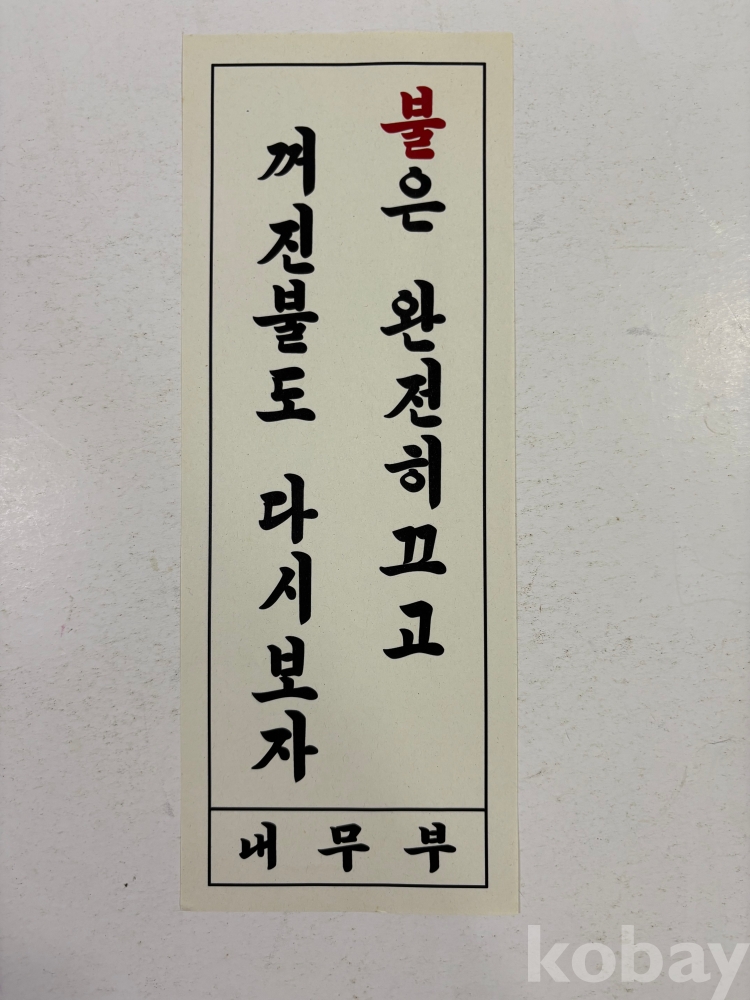 불은 완전히끄고
꺼진불도 다시보자
내무부
kobay